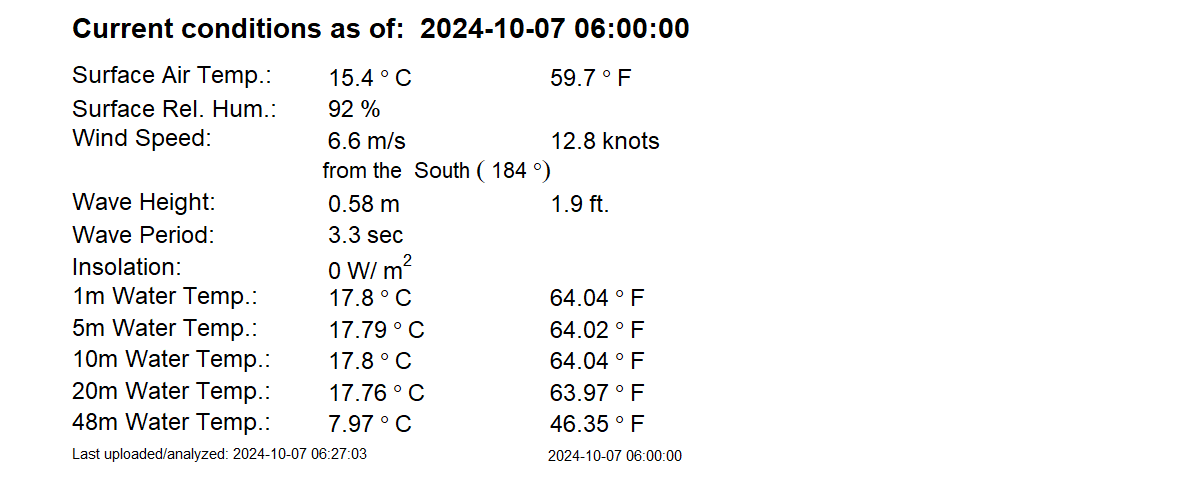 Current conditions as of: 2024-10-07 06:00:00
Surface Air Temp.: 15.4 ° C 59.7 ° F
Surface Rel. Hum.: 92 %
Wind Speed: 6.6 m/s 12.8 knots
from the South ( 184 °)
Wave Height: 0.58 m 1.9 ft.
Wave Period: 3.3 sec
Insolation: 0 W/ m²
1m Water Temp.: 17.8 ° C 64.04 ° F
5m Water Temp.: 17.79 ° C 64.02 ° F
10m Water Temp.: 17.8 ° C 64.04 ° F
20m Water Temp.: 17.76 ° C 63.97 ° F
48m Water Temp.: 7.97 ° C 46.35 ° F
Last uploaded/analyzed: 2024-10-07 06:27:03 2024-10-07 06:00:00